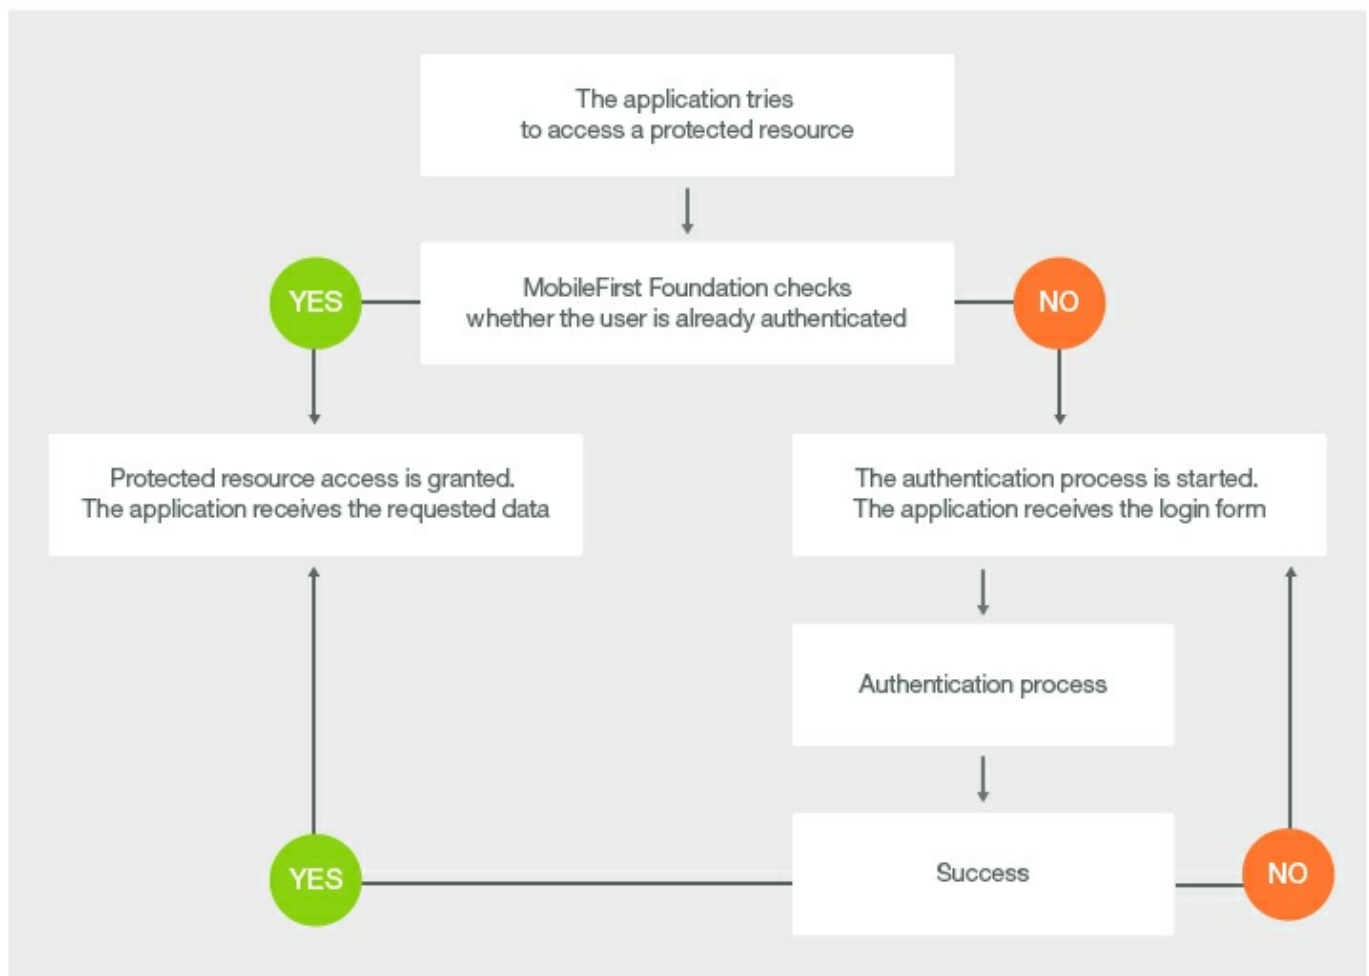 The application tries
to access a protected resource
YES
MobileFirst Foundation checks
whether the user is already authenticated
NO
Protected resource access is granted.
The application receives the requested data
The authentication process is started.
The application receives the login form
Authentication process
YES
Success
NO